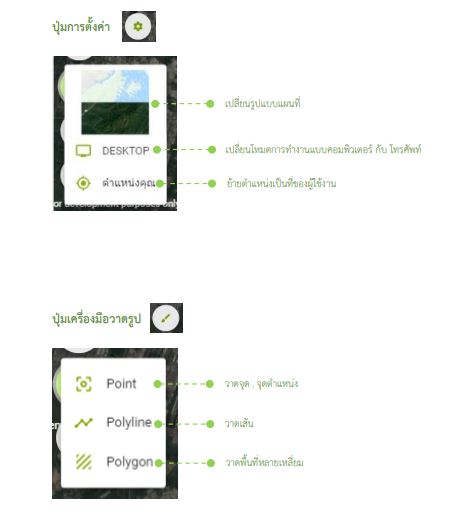 ปุ่มการตั้งค่า
เปลี่ยนรูปแบบแผนที่
DESKTOP เปลี่ยนโหมดการทำงานแบบคอมพิวเตอร์ กับ โทรศัพท์
ตำแหน่งคุณ ย้ายตำแหน่งเป็นที่ของผู้ใช้งาน
or development purposes only
ปุ่มเครื่องมือวาดรูป
Point วาดจุด , จุดตำแหน่ง
Polyline วาดเส้น
Polygon วาดพื้นที่หลายเหลี่ยม